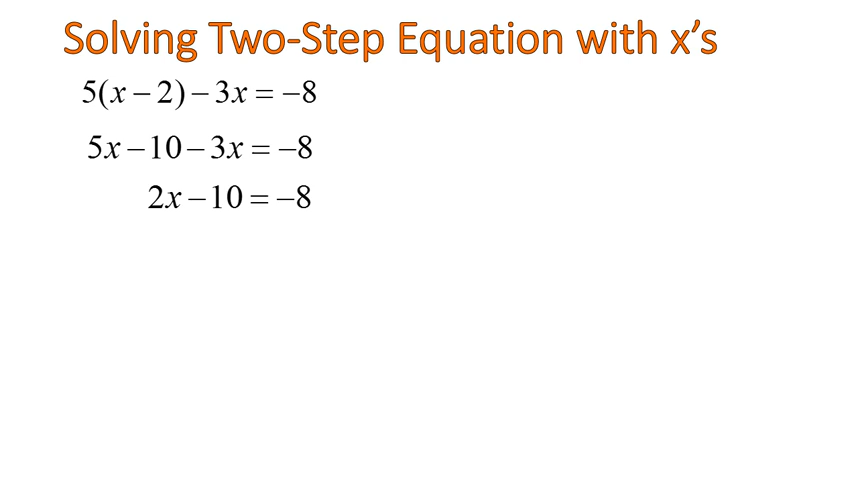 Solving Two-Step Equation with x’s
5(x − 2) − 3x = −8
5x − 10 − 3x = −8
2x − 10 = −8